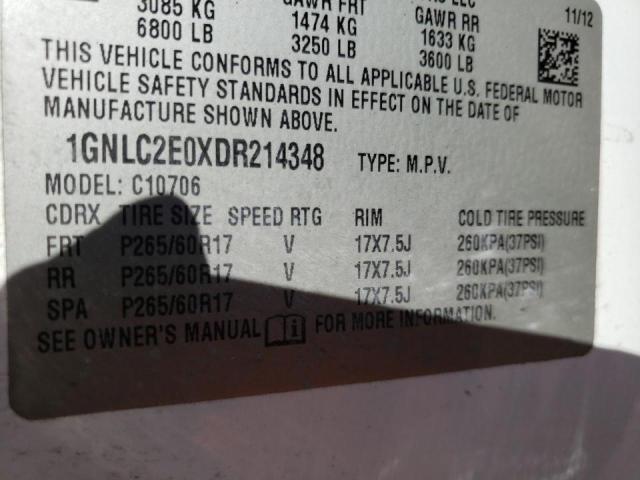 3085 KG GAWR FRT GAWR RR 11/12
6800 LB 1474 KG 1633 KG
3250 LB 3600 LB
THIS VEHICLE CONFORMS TO ALL APPLICABLE U.S. FEDERAL MOTOR
VEHICLE SAFETY STANDARDS IN EFFECT ON THE DATE OF
MANUFACTURE SHOWN ABOVE.
1GNLC2E0XDR214348 TYPE: M.P.V.
MODEL: C10706
CDRX TIRE SIZE SPEED RTG RIM COLD TIRE PRESSURE
FRT P265/60R17 V 17X7.5J 260KPA(37PSI)
RR P265/60R17 V 17X7.5J 260KPA(37PSI)
SPA P265/60R17 V 17X7.5J 260KPA(37PSI)
SEE OWNER'S MANUAL FOR MORE INFORMATION.